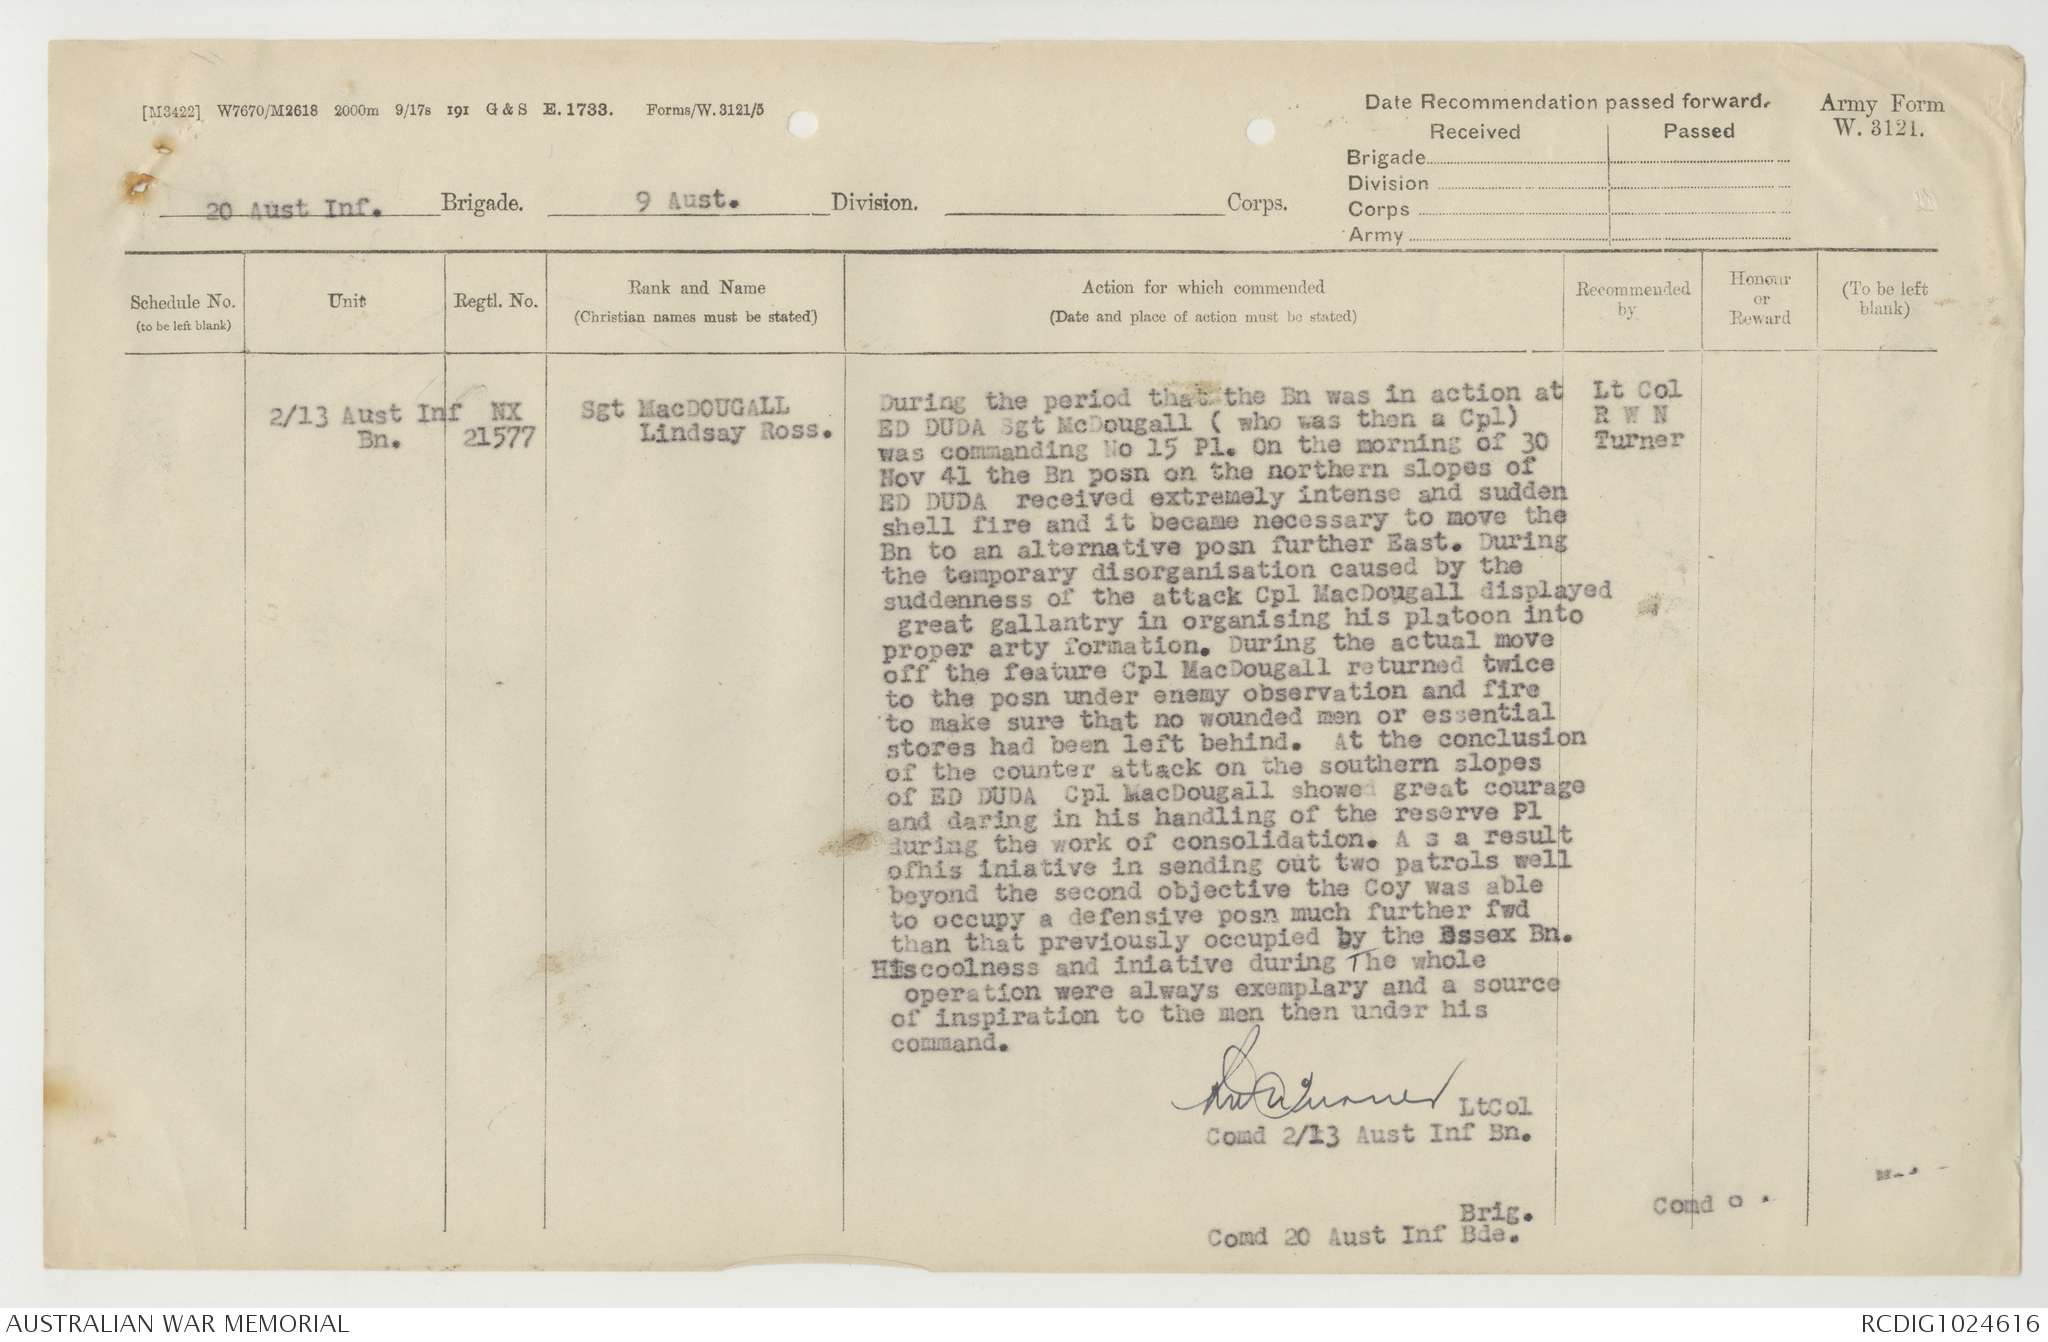 [M3422] W7670/M2618 2000m 9/17s 191 G & S E. 1733. Forms/W. 3121/5
Date Recommendation passed forward.
Army Form
W. 3121.
Received Passed
Brigade
Division
Corps
Army
20 Aust Inf. Brigade. 9 Aust. Division. Corps.
Schedule No.
(to be left blank)
Unit
Regtl. No.
Rank and Name
(Christian names must be stated)
Action for which commended
(Date and place of action must be stated)
Recommended
by
Honour
or
Reward
(To be left
blank)
2/13 Aust Inf
Bn.
NX
21577
Sgt MacDOUGALL
Lindsay Ross.
During the period that the Bn was in action at
ED DUDA Sgt McDougall ( who was then a Cpl)
was commanding No 15 Pl. On the morning of 30
Nov 41 the Bn posn on the northern slopes of
ED DUDA received extremely intense and sudden
shell fire and it became necessary to move the
Bn to an alternative posn further East. During
the temporary disorganisation caused by the
suddenness of the attack Cpl MacDougall displayed
great gallantry in organising his platoon into
proper arty formation. During the actual move
off the feature Cpl MacDougall returned twice
to the posn under enemy observation and fire
to make sure that no wounded men or essential
stores had been left behind. At the conclusion
of the counter attack on the southern slopes
of ED DUDA Cpl MacDougall showed great courage
and daring in his handling of the reserve Pl
during the work of consolidation. A s a result
ofhis iniative in sending out two patrols well
beyond the second objective the Coy was able
to occupy a defensive posn much further fwd
than that previously occupied by the Essex Bn.
Hiscoolness and iniative during The whole
operation were always exemplary and a source
of inspiration to the men then under his
command.
Lt Col
R W N
Turner
LtCol
Comd 2/13 Aust Inf Bn.
Brig.
Comd 20 Aust Inf Bde.
Comd
AUSTRALIAN WAR MEMORIAL
RCDIG1024616